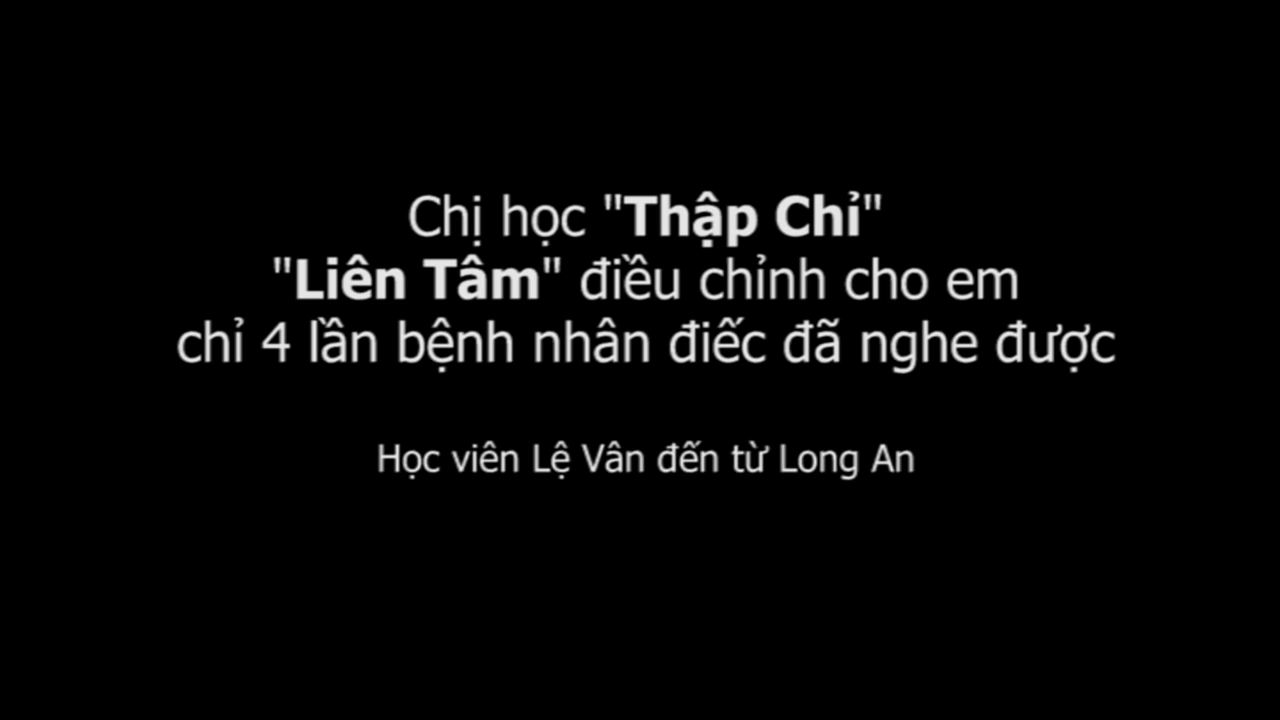 Chị học "Thập Chỉ"
"Liên Tâm" điều chỉnh cho em
chỉ 4 lần bệnh nhân điếc đã nghe được
Học viên Lệ Vân đến từ Long An